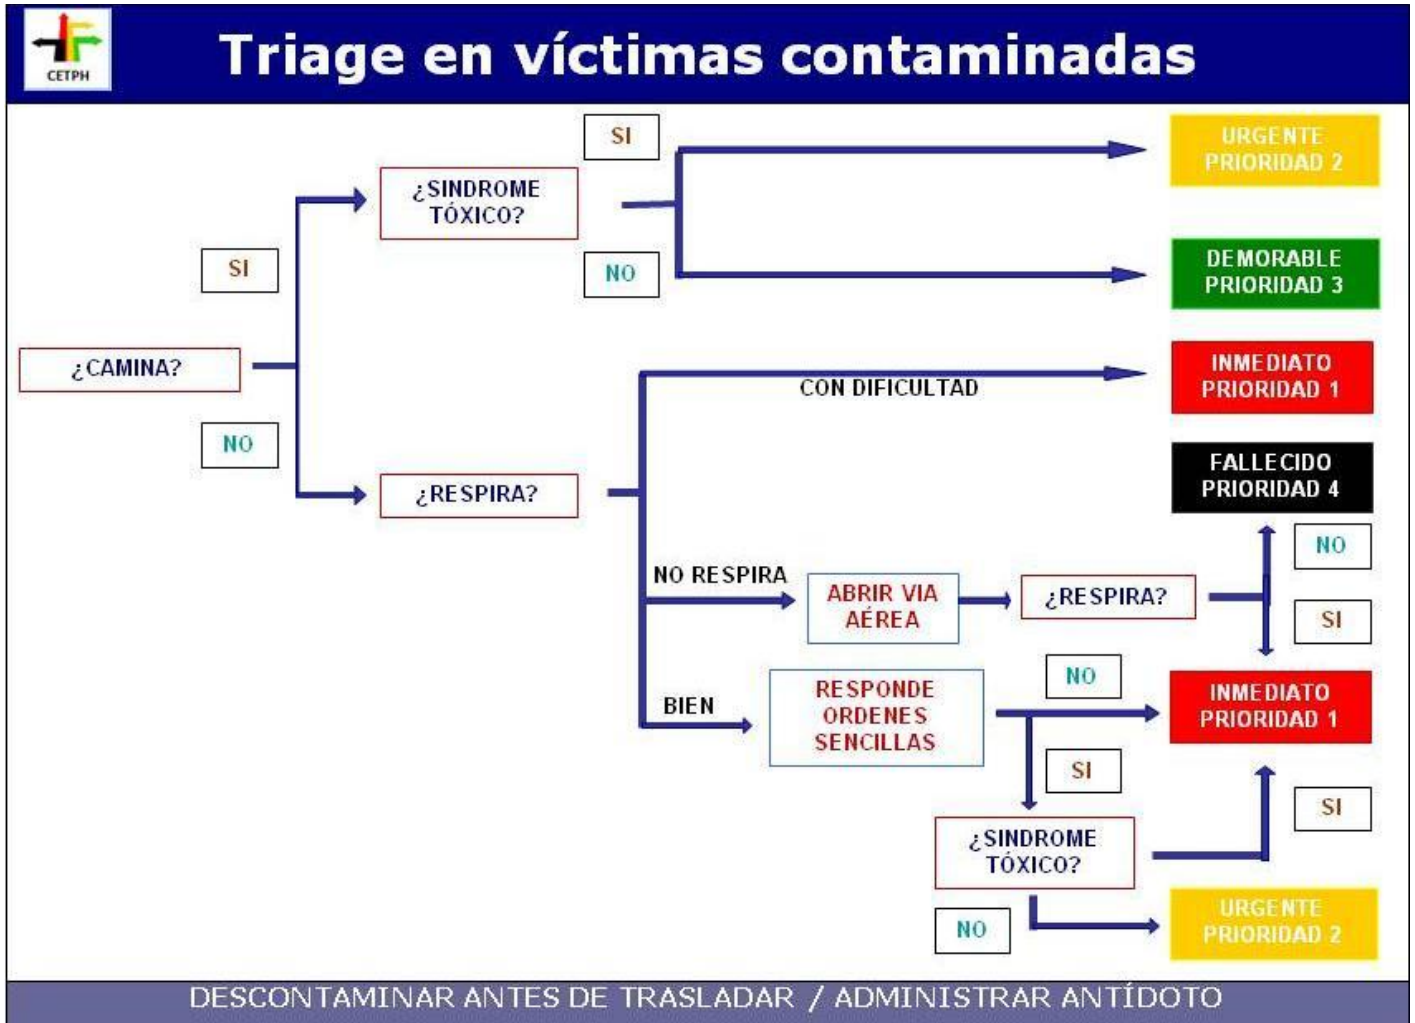 CETPH
Triage en víctimas contaminadas
SI
URGENTE
PRIORIDAD 2
¿SINDROME
TÓXICO?
SI
NO
DEMORABLE
PRIORIDAD 3
¿CAMINA?
INMEDIATO
PRIORIDAD 1
CON DIFICULTAD
NO
¿RESPIRA?
FALLECIDO
PRIORIDAD 4
NO
NO RESPIRA
ABRIR VIA
AÉREA
¿RESPIRA?
SI
BIEN
RESPONDE
ORDENES
SENCILLAS
NO
INMEDIATO
PRIORIDAD 1
SI
SI
¿SINDROME
TÓXICO?
NO
URGENTE
PRIORIDAD 2
DESCONTAMINAR ANTES DE TRASLADAR / ADMINISTRAR ANTÍDOTO